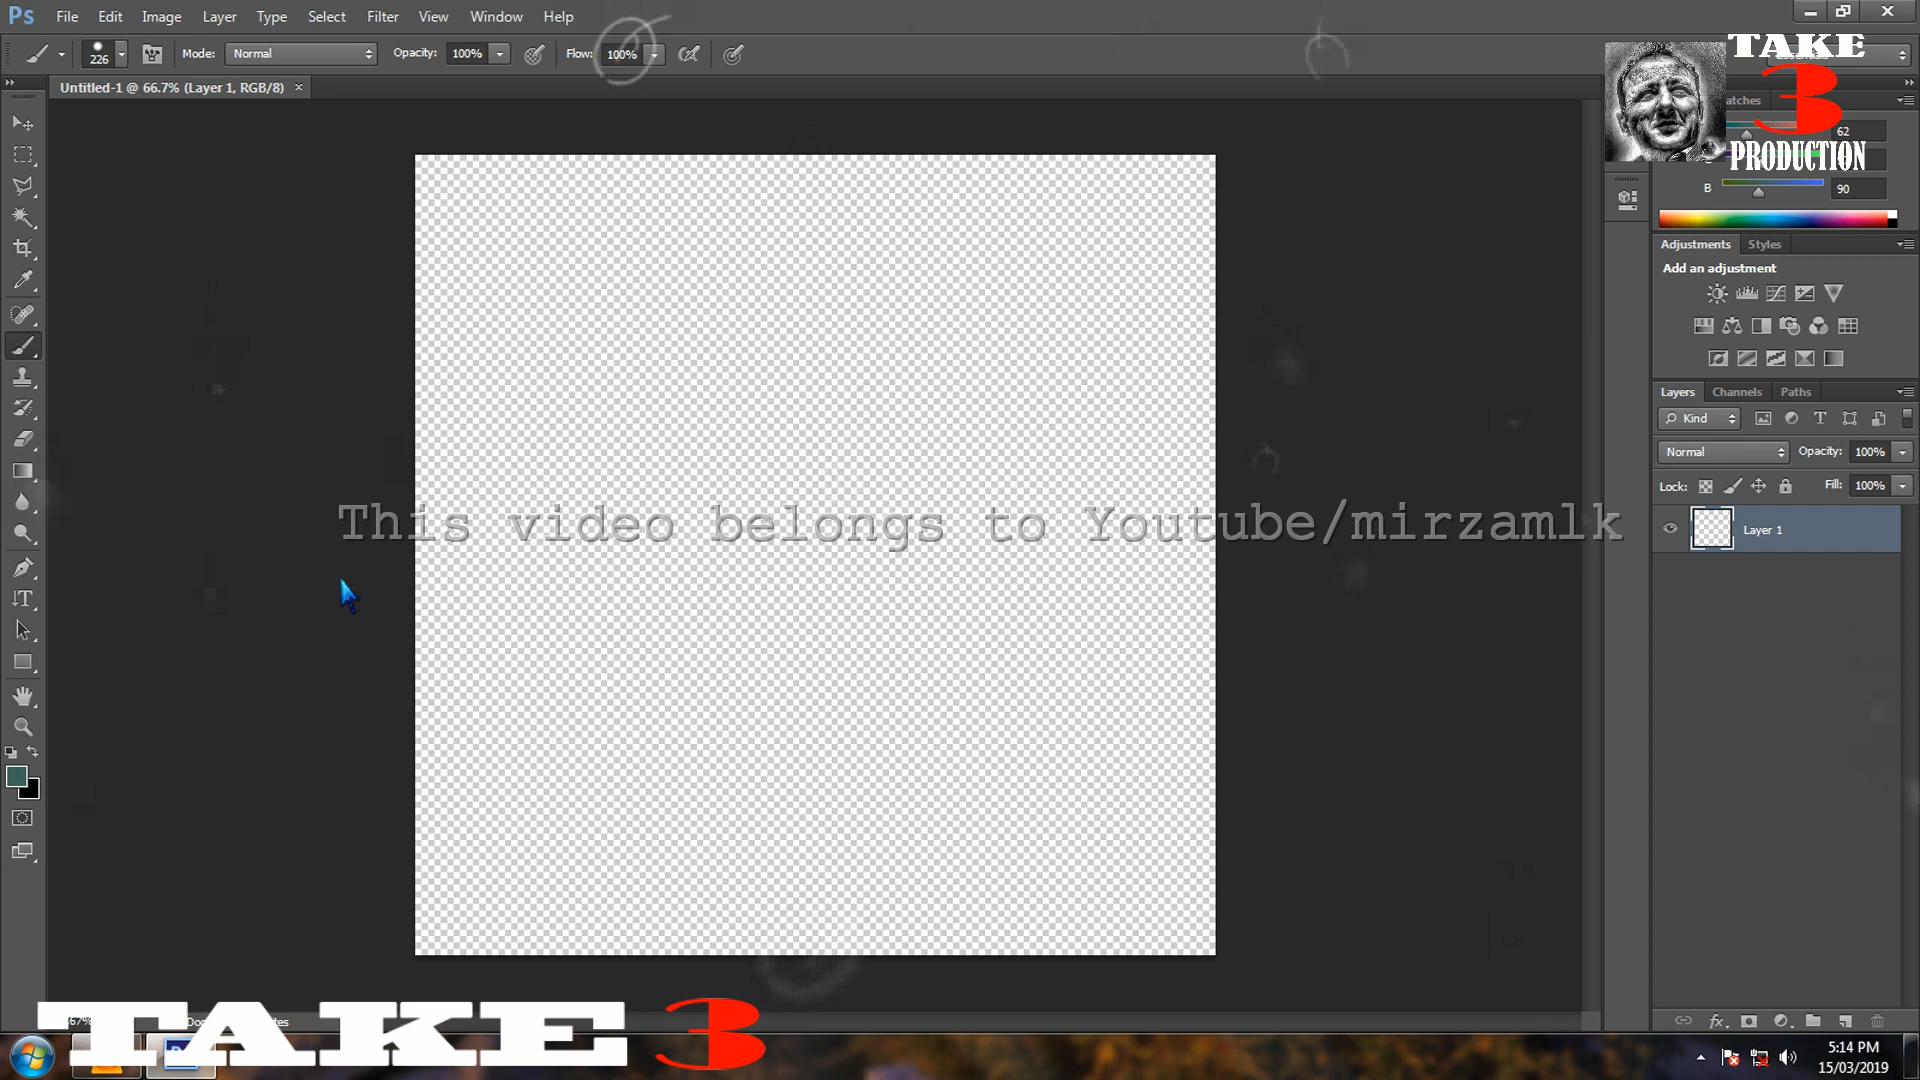 Ps File Edit Image Layer Type Select Filter View Window Help
226 Mode: Normal Opacity: 100% Flow: 100%
TAKE
3
PRODUCTION
Untitled-1 @ 66.7% (Layer 1, RGB/8) ×
62
B 90
Adjustments Styles
Add an adjustment
Layers Channels Paths
Kind
Normal Opacity: 100%
Lock: Fill: 100%
Layer 1
This video belongs to Youtube/mirzamlk
TAKE 3
5:14 PM
15/03/2019